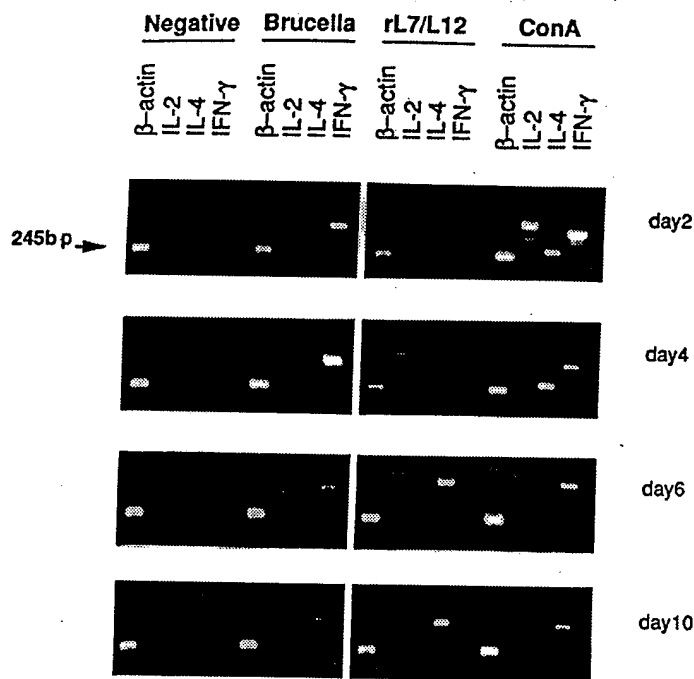 Negative Brucella rL7/L12 ConA
β–actin IL-2 IL-4 IFN-γ β–actin IL-2 IL-4 IFN-γ β–actin IL-2 IL-4 IFN-γ β–actin IL-2 IL-4 IFN-γ
245bp day2
day4
day6
day10